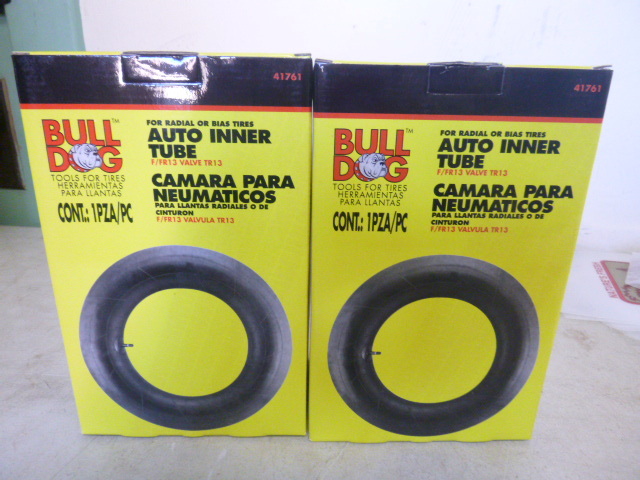 41761
BULL DOG™
TOOLS FOR TIRES
HERRAMIENTAS
PARA LLANTAS
CONT.: 1PZA/PC
FOR RADIAL OR BIAS TIRES
AUTO INNER
TUBE
F/FR13 VALVE TR13
CAMARA PARA
NEUMATICOS
PARA LLANTAS RADIALES O DE
CINTURON
F/FR13 VALVULA TR13
41761
BULL DOG™
TOOLS FOR TIRES
HERRAMIENTAS
PARA LLANTAS
CONT.: 1PZA/PC
FOR RADIAL OR BIAS TIRES
AUTO INNER
TUBE
F/FR13 VALVE TR13
CAMARA PARA
NEUMATICOS
PARA LLANTAS RADIALES O DE
CINTURON
F/FR13 VALVULA TR13